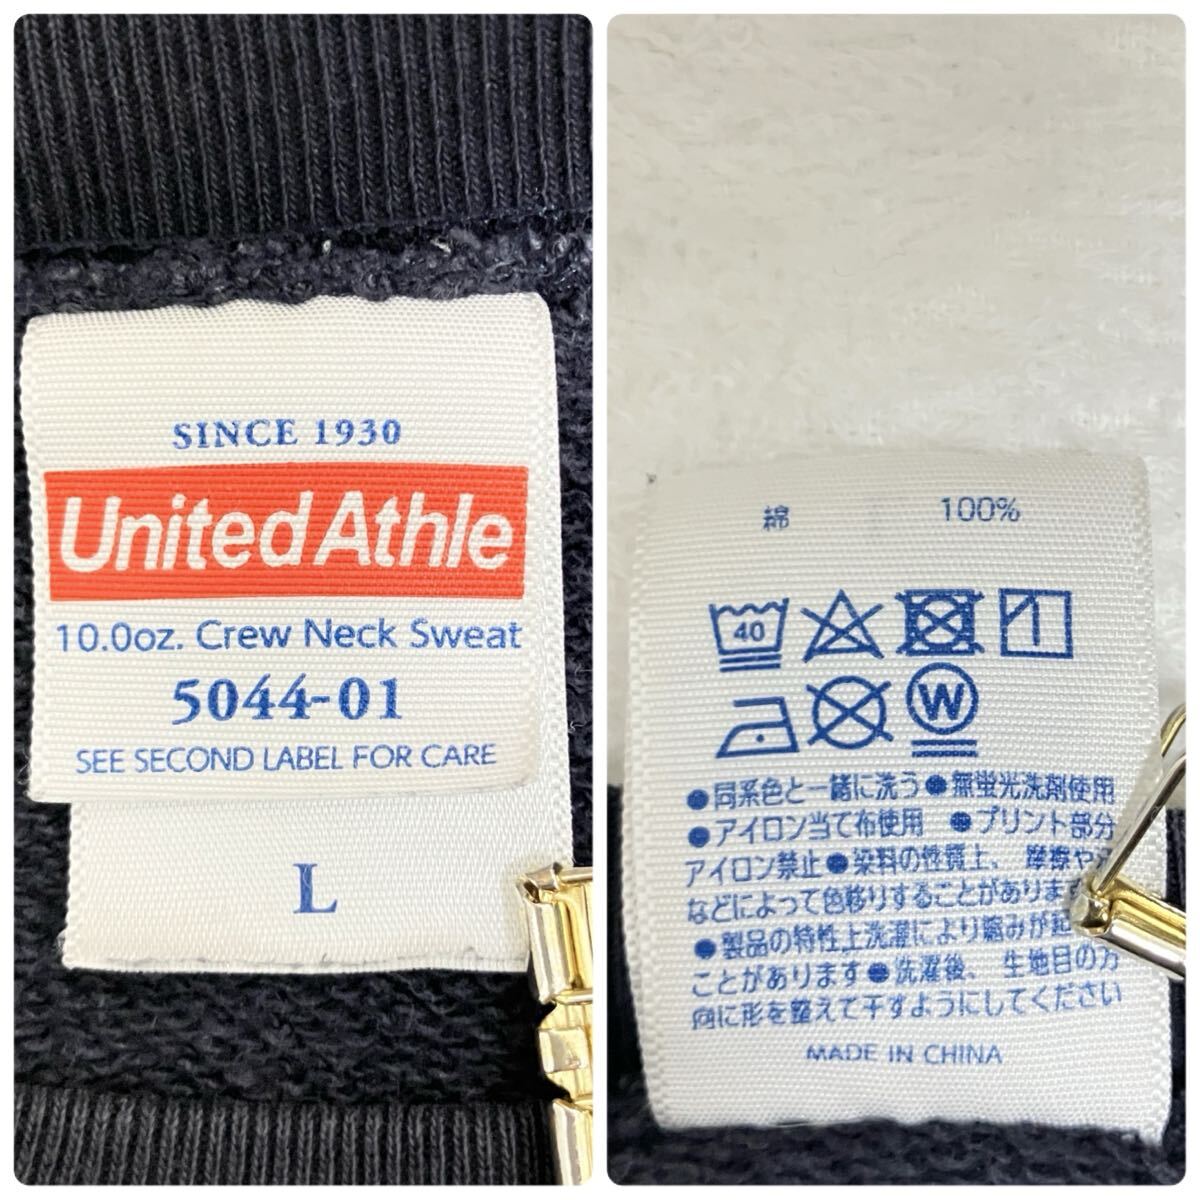 SINCE 1930
United Athle
10.0oz. Crew Neck Sweat
5044-01
SEE SECOND LABEL FOR CARE
L
綿 100%
40
W
●同系色と一緒に洗う●無蛍光洗剤使用
●アイロン当て布使用 ●プリント部分
アイロン禁止●染料の性質上、摩擦や
などによって色移りすることがあります
●製品の特性上洗濯により縮みが起
ことがあります●洗濯後、生地目の方
向に形を整えて干すようにしてください
MADE IN CHINA